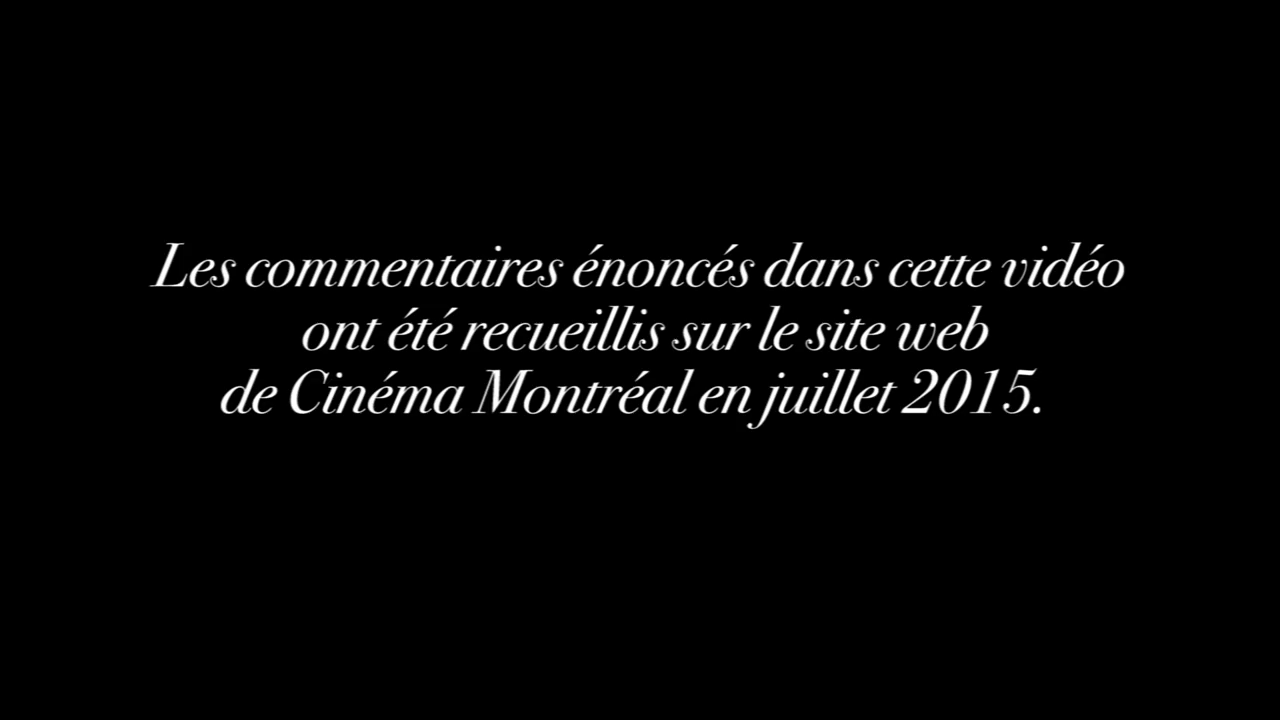 Les commentaires énoncés dans cette vidéo
ont été recueillis sur le site web
de Cinéma Montréal en juillet 2015.